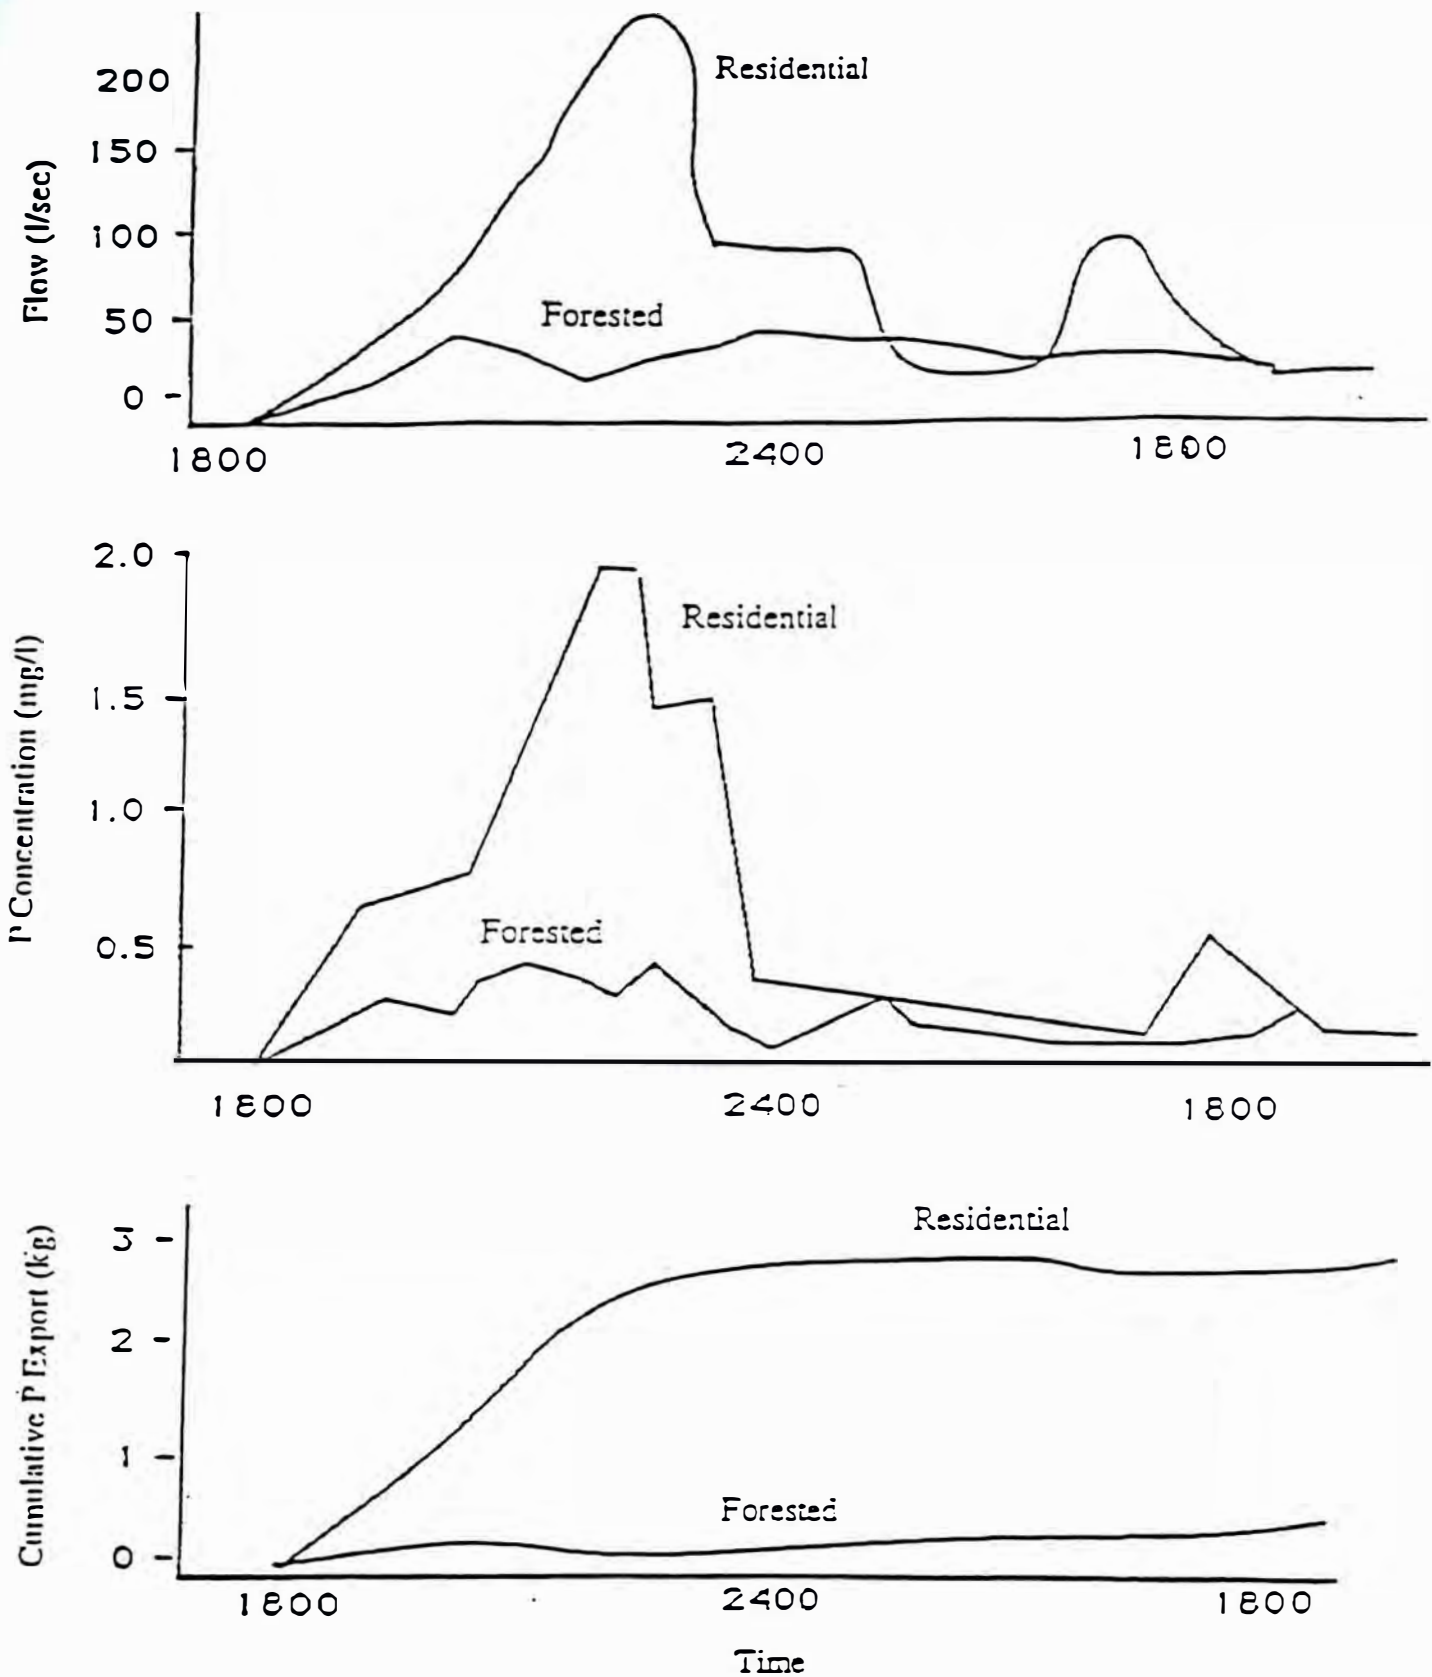 Flow (l/sec)
200
150
100
50
0
Residential
Forested
1800
2400
1800
P Concentration (mg/l)
2.0
1.5
1.0
0.5
Residential
Forested
1800
2400
1800
Cumulative P Export (kg)
3
2
1
0
Residential
Forested
1800
2400
1800
Time